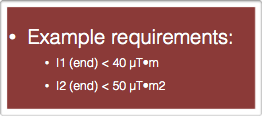 • Example requirements:
• I1 (end) < 40 µT•m
• I2 (end) < 50 µT•m2